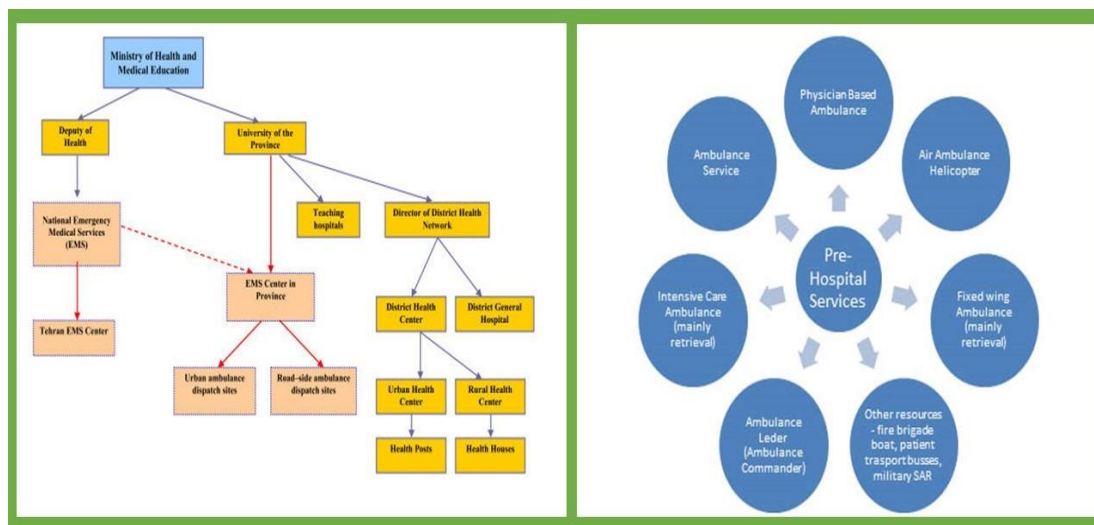 Ministry of Health and
Medical Education
Deputy of
Health
University of the
Province
National Emergency
Medical Services
(EMS)
Teaching
hospitals
Director of District Health
Network
EMS Center in
Province
Tehran EMS Center
District Health
Center
District General
Hospital
Urban ambulance
dispatch sites
Road–side ambulance
dispatch sites
Urban Health
Center
Rural Health
Center
Health Posts
Health Houses
Physician Based
Ambulance
Ambulance
Service
Air Ambulance
Helicopter
Pre-
Hospital
Services
Intensive Care
Ambulance
(mainly
retrieval)
Fixed wing
Ambulance
(mainly
retrieval)
Ambulance
Leder
(Ambulance
Commander)
Other resources
- fire brigade
boat, patient
trasport busses,
military SAR